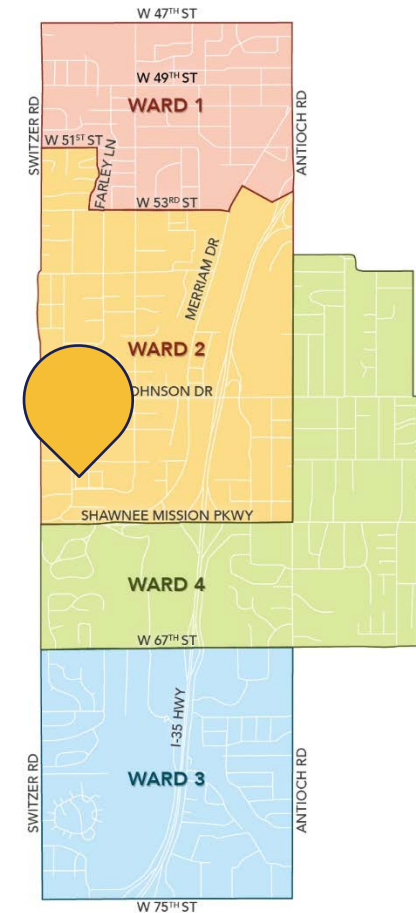 W 47TH ST
W 49TH ST
WARD 1
SWITZER RD
ANTIOCH RD
W 51ST ST
FARLEY LN
W 53RD ST
MERRIAM DR
WARD 2
OHNSON DR
SHAWNEE MISSION PKWY
WARD 4
W 67TH ST
I-35 HWY
WARD 3
SWITZER RD
ANTIOCH RD
W 75TH ST